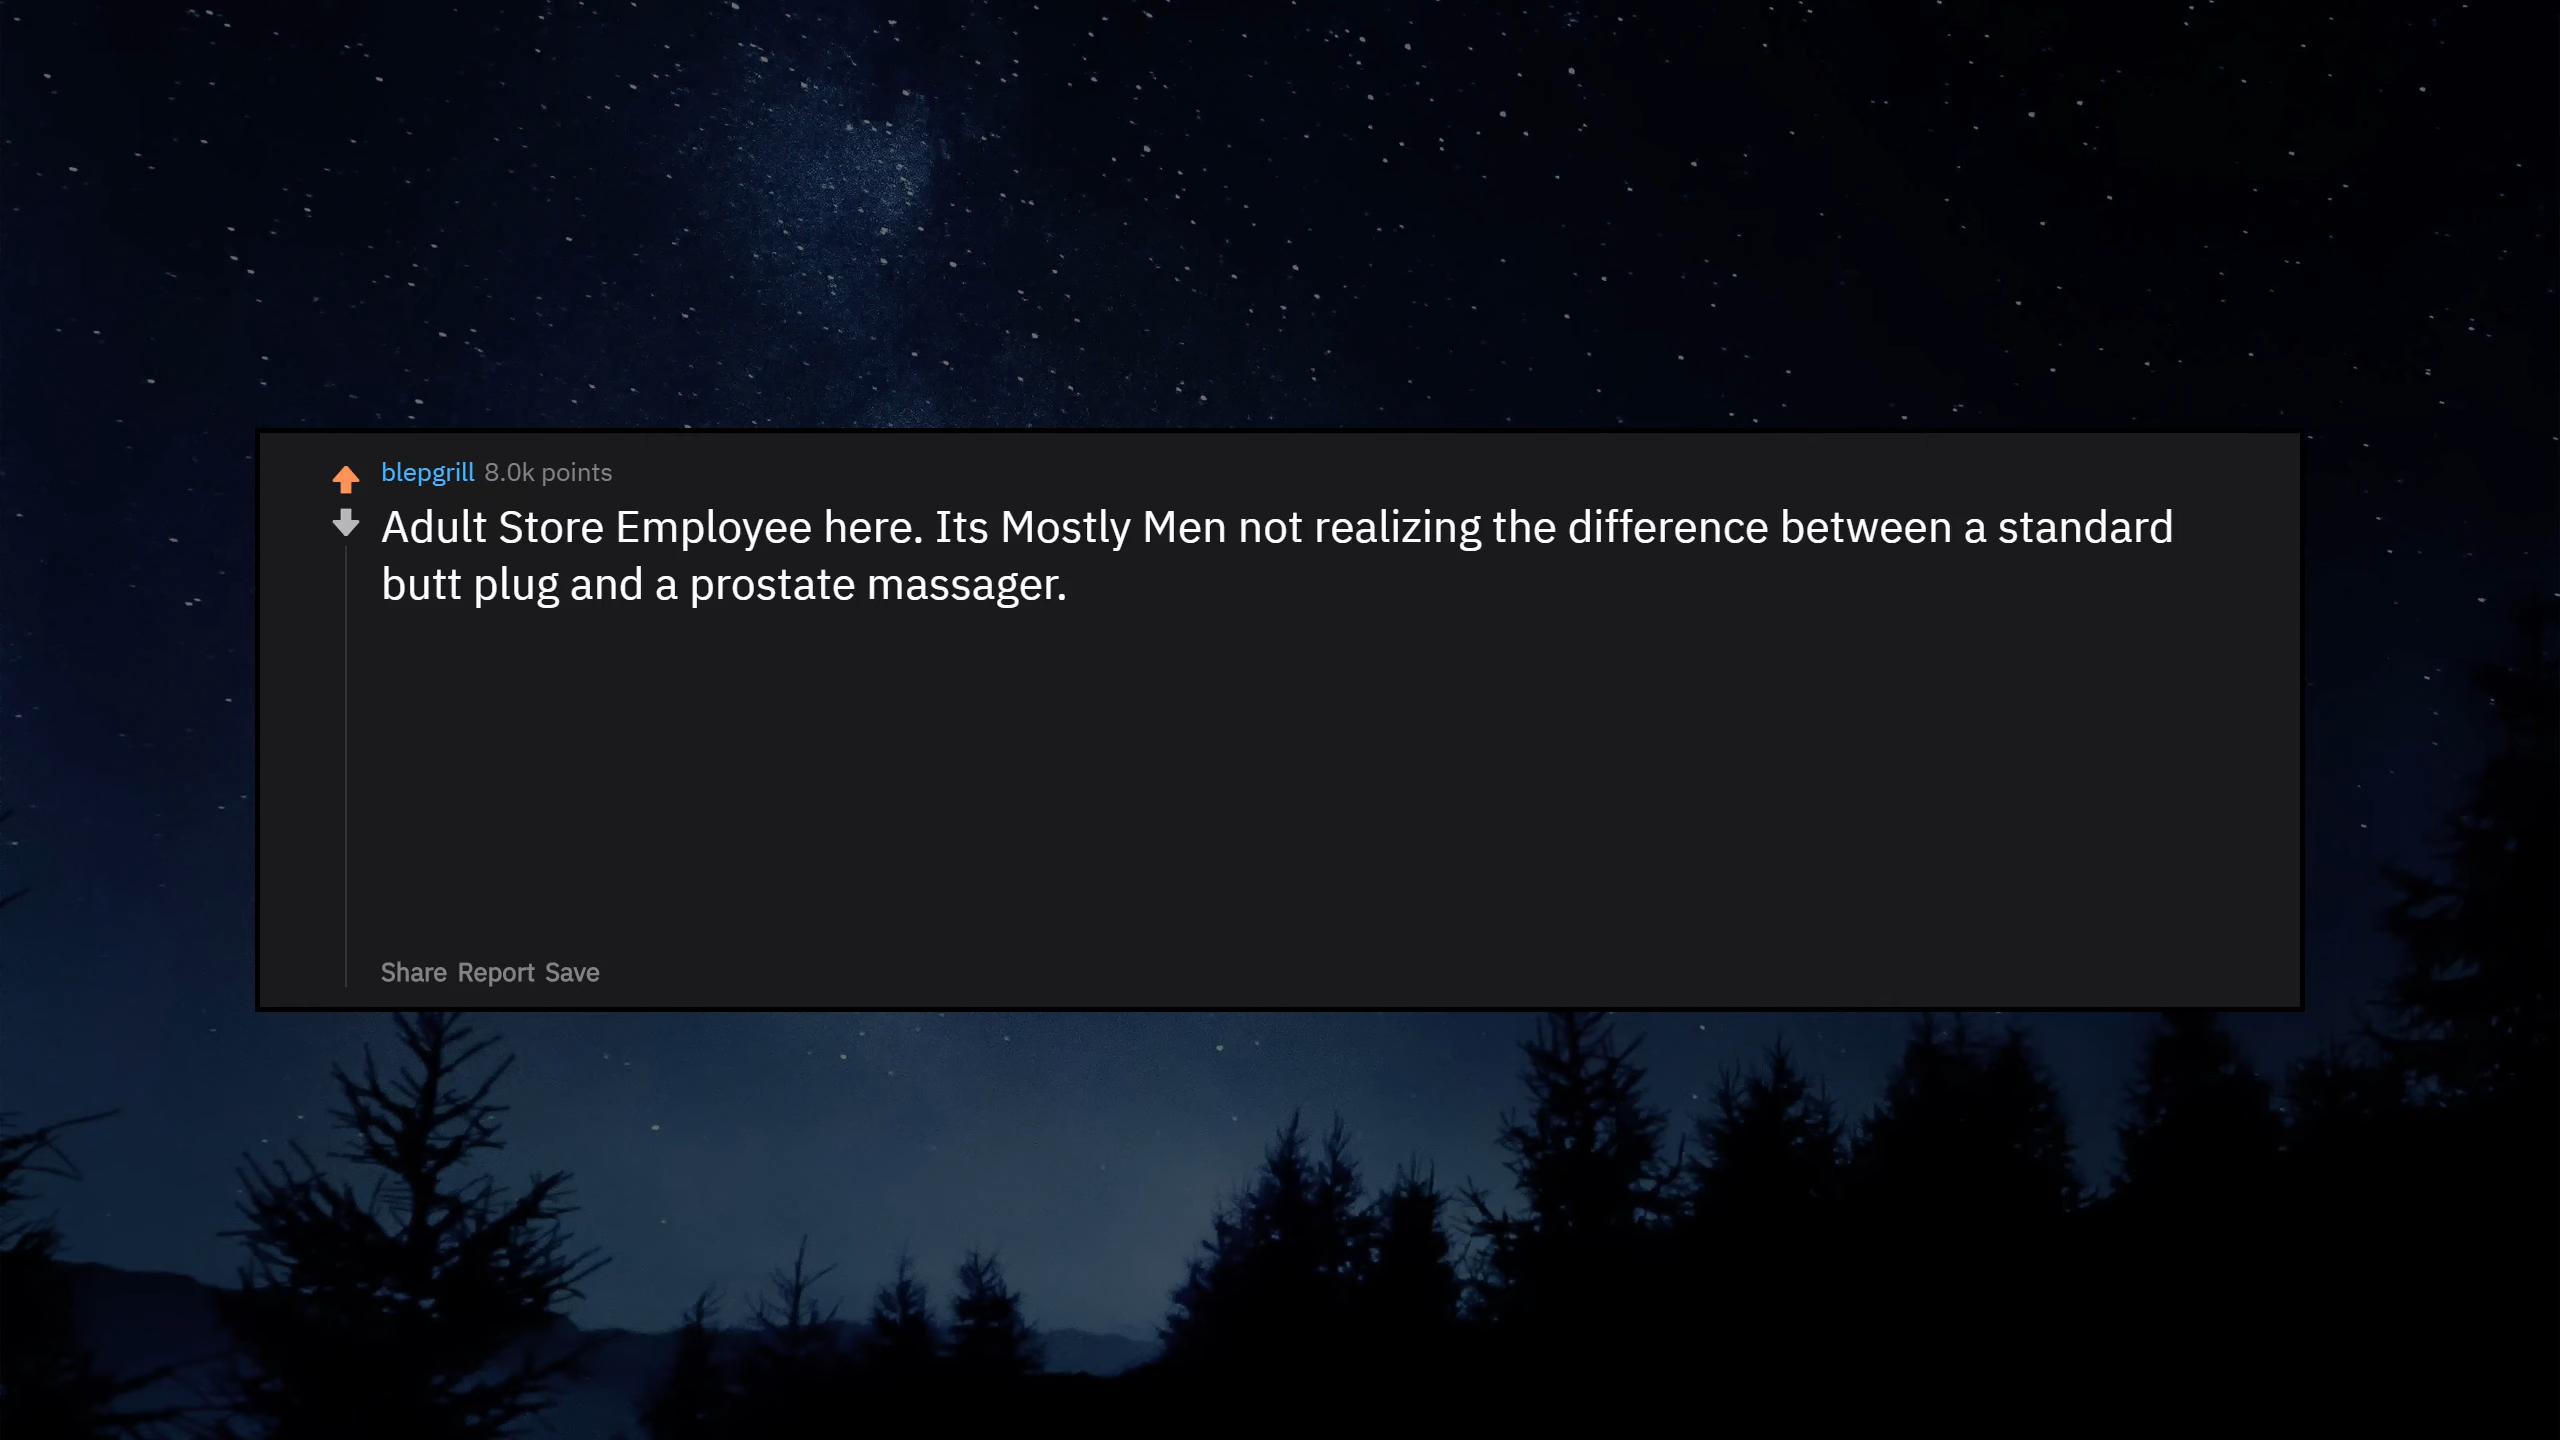 blepgrill 8.0k points
Adult Store Employee here. Its Mostly Men not realizing the difference between a standard
butt plug and a prostate massager.
Share Report Save